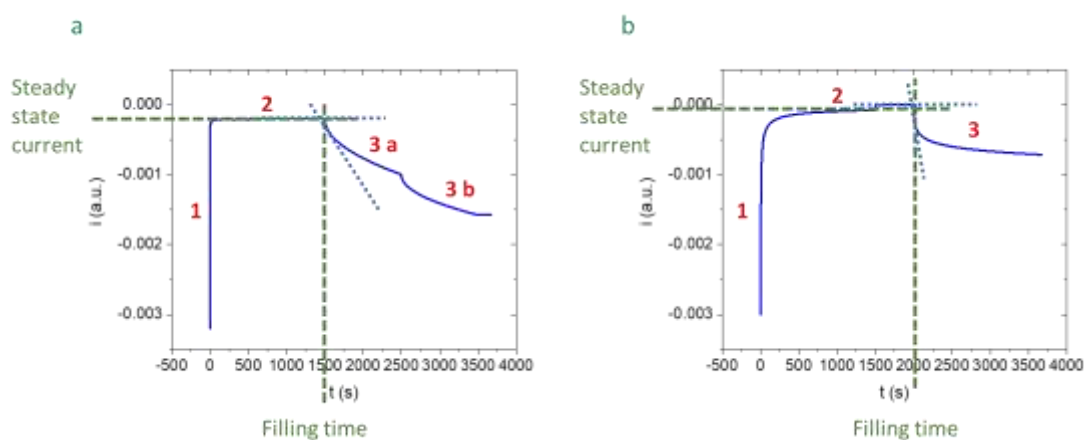 a
Steady
state
current
i (a.u.)
0.000
-0.001
-0.002
-0.003
1
2
3 a
3 b
-500 0 500 1000 1500 2000 2500 3000 3500 4000
t (s)
Filling time
b
Steady
state
current
i (a.u.)
0.000
-0.001
-0.002
-0.003
1
2
3
-500 0 500 1000 1500 2000 2500 3000 3500 4000
t (s)
Filling time